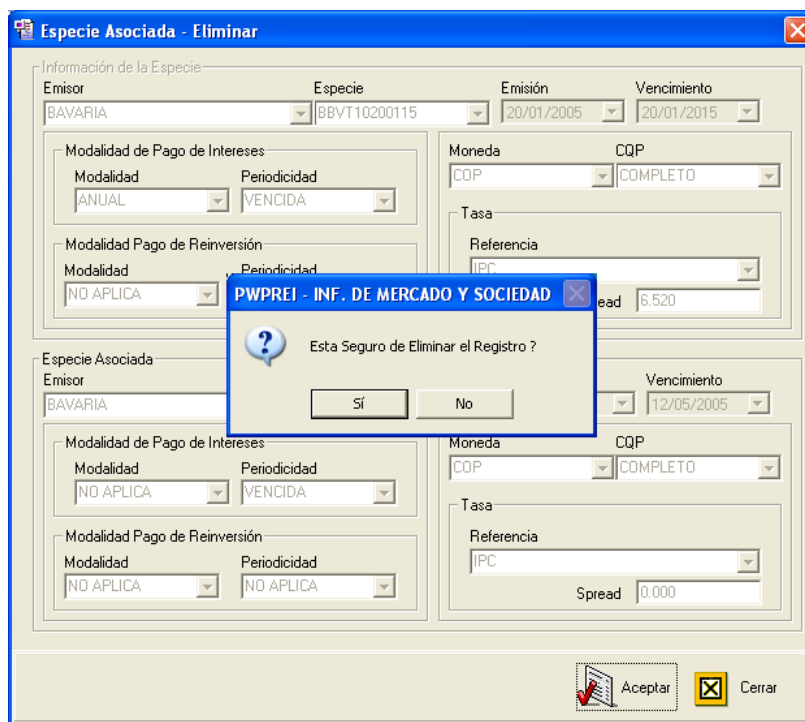 Especie Asociada - Eliminar
Información de la Especie
Emisor Especie Emisión Vencimiento
BAVARIA BBVT10200115 20/01/2005 20/01/2015
Modalidad de Pago de Intereses
Modalidad Periodicidad
ANUAL VENCIDA
Moneda CQP
COP COMPLETO
Tasa
Referencia
IPC
ead 6.520
Modalidad Pago de Reinversión
Modalidad Periodicidad
NO APLICA
PWPREI - INF. DE MERCADO Y SOCIEDAD
Esta Seguro de Eliminar el Registro ?
Sí No
Especie Asociada
Emisor Vencimiento
BAVARIA 12/05/2005
Modalidad de Pago de Intereses
Modalidad Periodicidad
NO APLICA VENCIDA
Moneda CQP
COP COMPLETO
Tasa
Referencia
IPC
Spread 0.000
Modalidad Pago de Reinversión
Modalidad Periodicidad
NO APLICA NO APLICA
Aceptar Cerrar